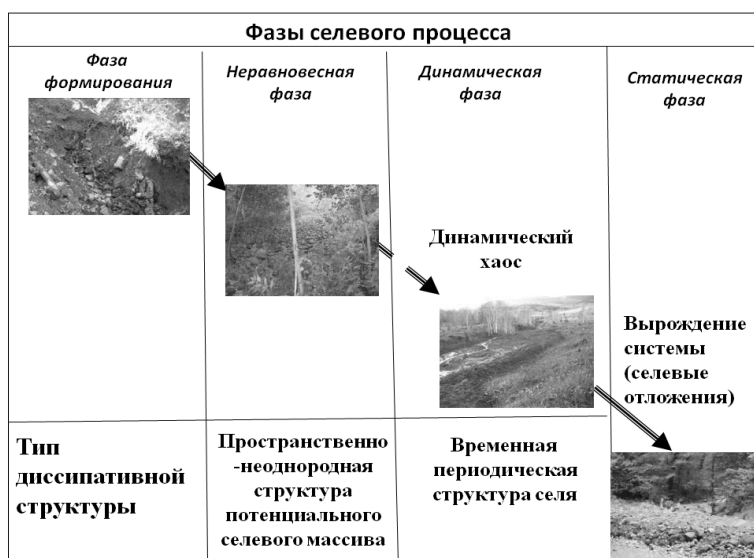 Фазы селевого процесса
Фаза
формирования
Неравновесная
фаза
Динамическая
фаза
Статическая
фаза
Динамический
хаос
Вырождение
системы
(селевые
отложения)
Тип
диссипативной
структуры
Пространственно
-неоднородная
структура
потенциального
селевого массива
Временная
периодическая
структура селя